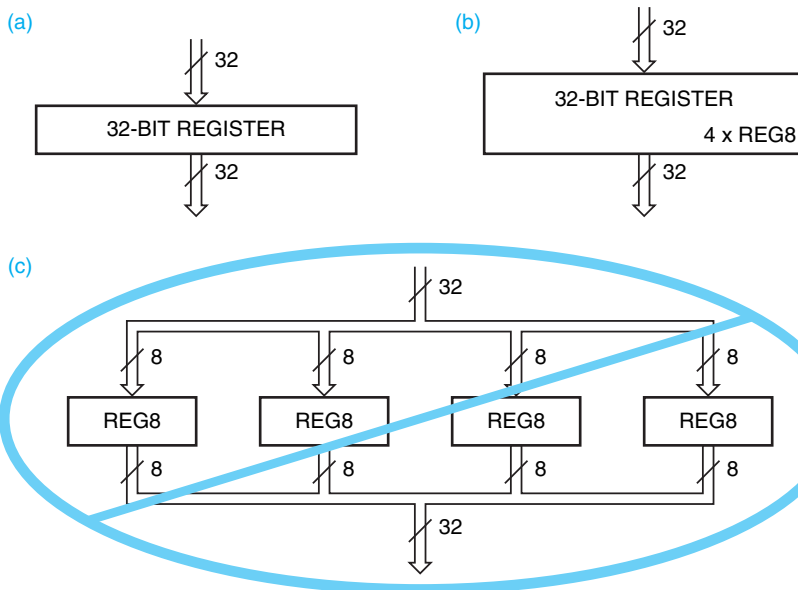 (a)
32
32-BIT REGISTER
32
(b)
32
32-BIT REGISTER
4 x REG8
32
(c)
32
8
8
8
8
REG8
REG8
REG8
REG8
8
8
8
8
32